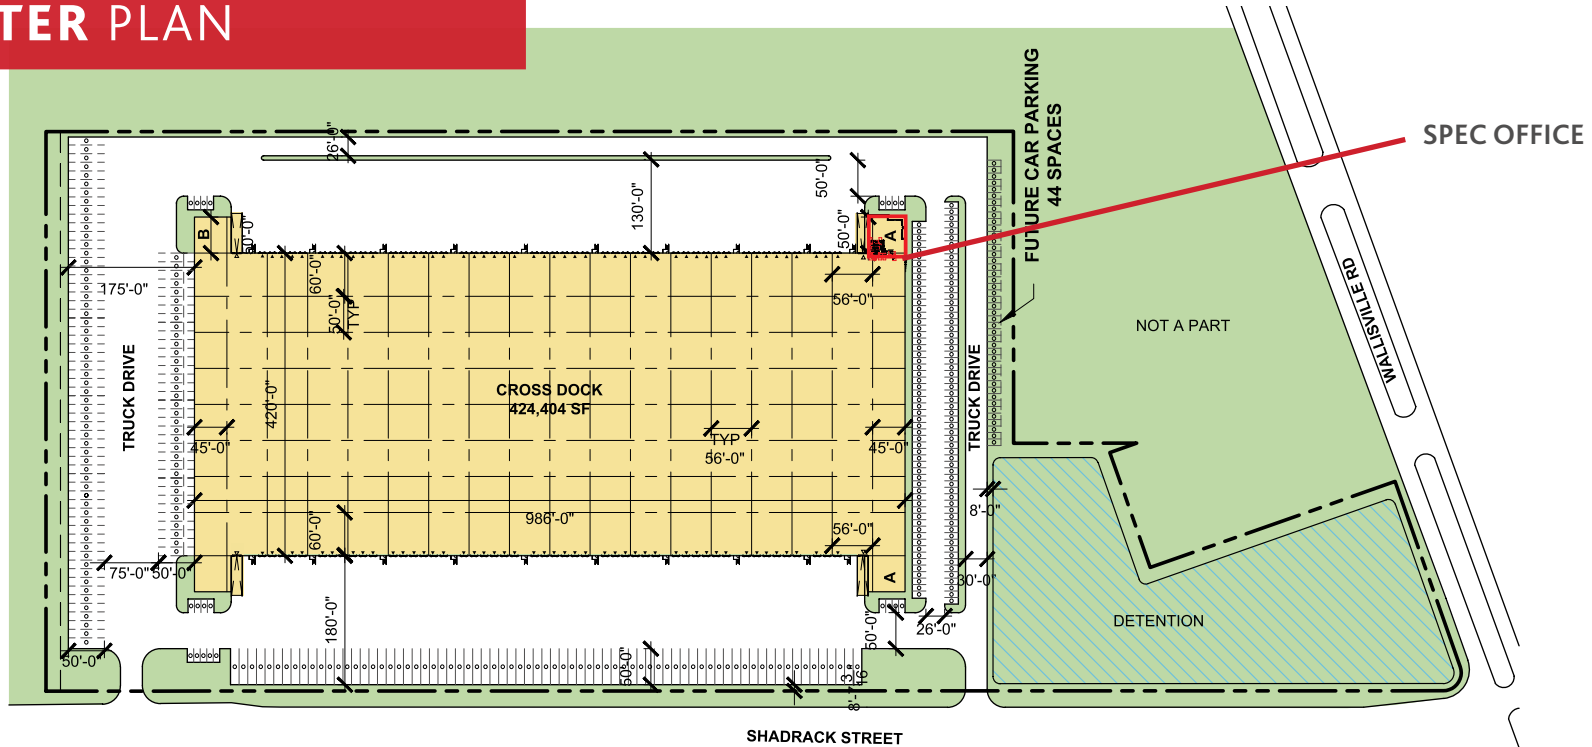 TER PLAN
SPEC OFFICE
FUTURE CAR PARKING
44 SPACES
26'-0"
130'-0"
50'-0"
50'-0"
B
A
175'-0"
60'-0"
50'-0"
TYP
56'-0"
NOT A PART
WALLISVILLE RD
TRUCK DRIVE
CROSS DOCK
424,404 SF
420'-0"
TRUCK DRIVE
45'-0"
TYP
56'-0"
45'-0"
986'-0"
60'-0"
56'-0"
8'-0"
75'-0"
50'-0"
A
30'-0"
180'-0"
50'-0"
26'-0"
DETENTION
50'-0"
50'-0"
SHADRACK STREET